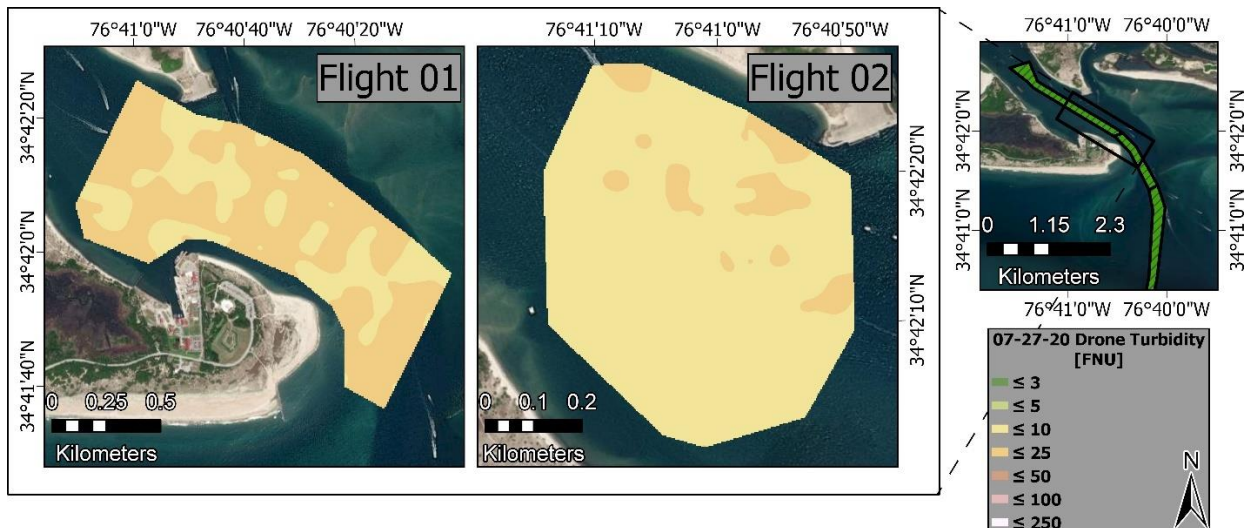 76°41'0"W 76°40'40"W 76°40'20"W
76°41'10"W 76°41'0"W 76°40'50"W
76°41'0"W 76°40'0"W
Flight 01
Flight 02
34°42'20"N
34°42'0"N
34°41'40"N
34°42'20"N
34°42'10"N
34°42'0"N
34°41'0"N
34°42'0"N
34°41'0"N
0 0.25 0.5
Kilometers
0 0.1 0.2
Kilometers
0 1.15 2.3
Kilometers
76°41'0"W 76°40'0"W
07-27-20 Drone Turbidity
[FNU]
≤ 3
≤ 5
≤ 10
≤ 25
≤ 50
≤ 100
≤ 250
N